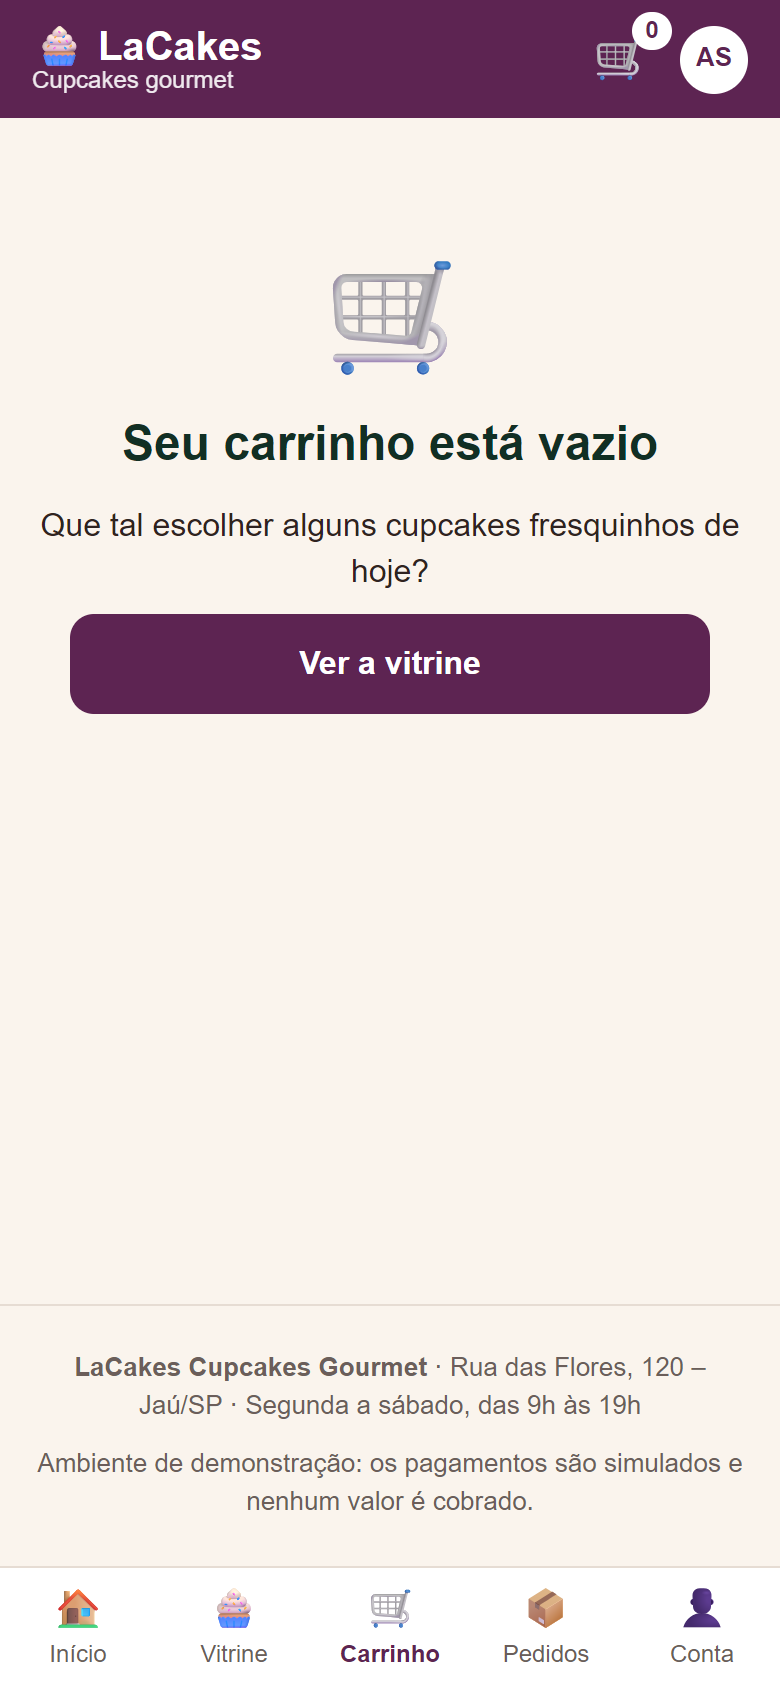 LaCakes
Cupcakes gourmet
0
AS
Seu carrinho está vazio
Que tal escolher alguns cupcakes fresquinhos de
hoje?
Ver a vitrine
LaCakes Cupcakes Gourmet · Rua das Flores, 120 –
Jaú/SP · Segunda a sábado, das 9h às 19h
Ambiente de demonstração: os pagamentos são simulados e
nenhum valor é cobrado.
Início
Vitrine
Carrinho
Pedidos
Conta